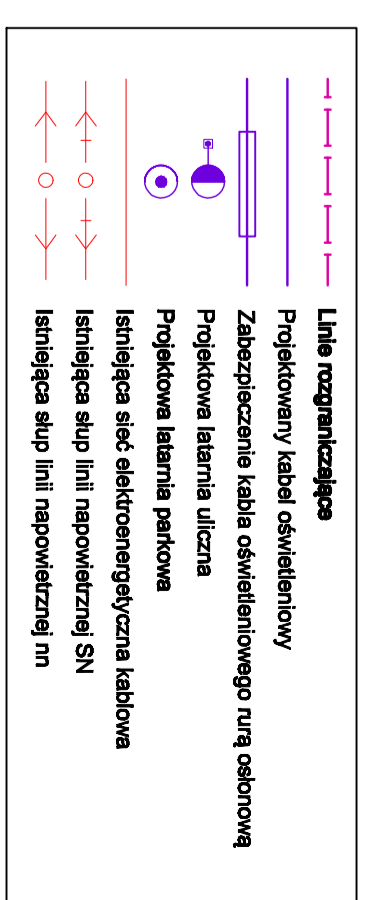 Linie rozgraniczające
Projektowany kabel oświetleniowy
Zabezpieczenie kabla oświetleniowego rurą osłonową
Projektowa latarnia uliczna
Projektowa latarnia parkowa
Istniejąca sieć elektroenergetyczna kablowa
Istniejąca słup linii napowietrznej SN
Istniejąca słup linii napowietrznej nn